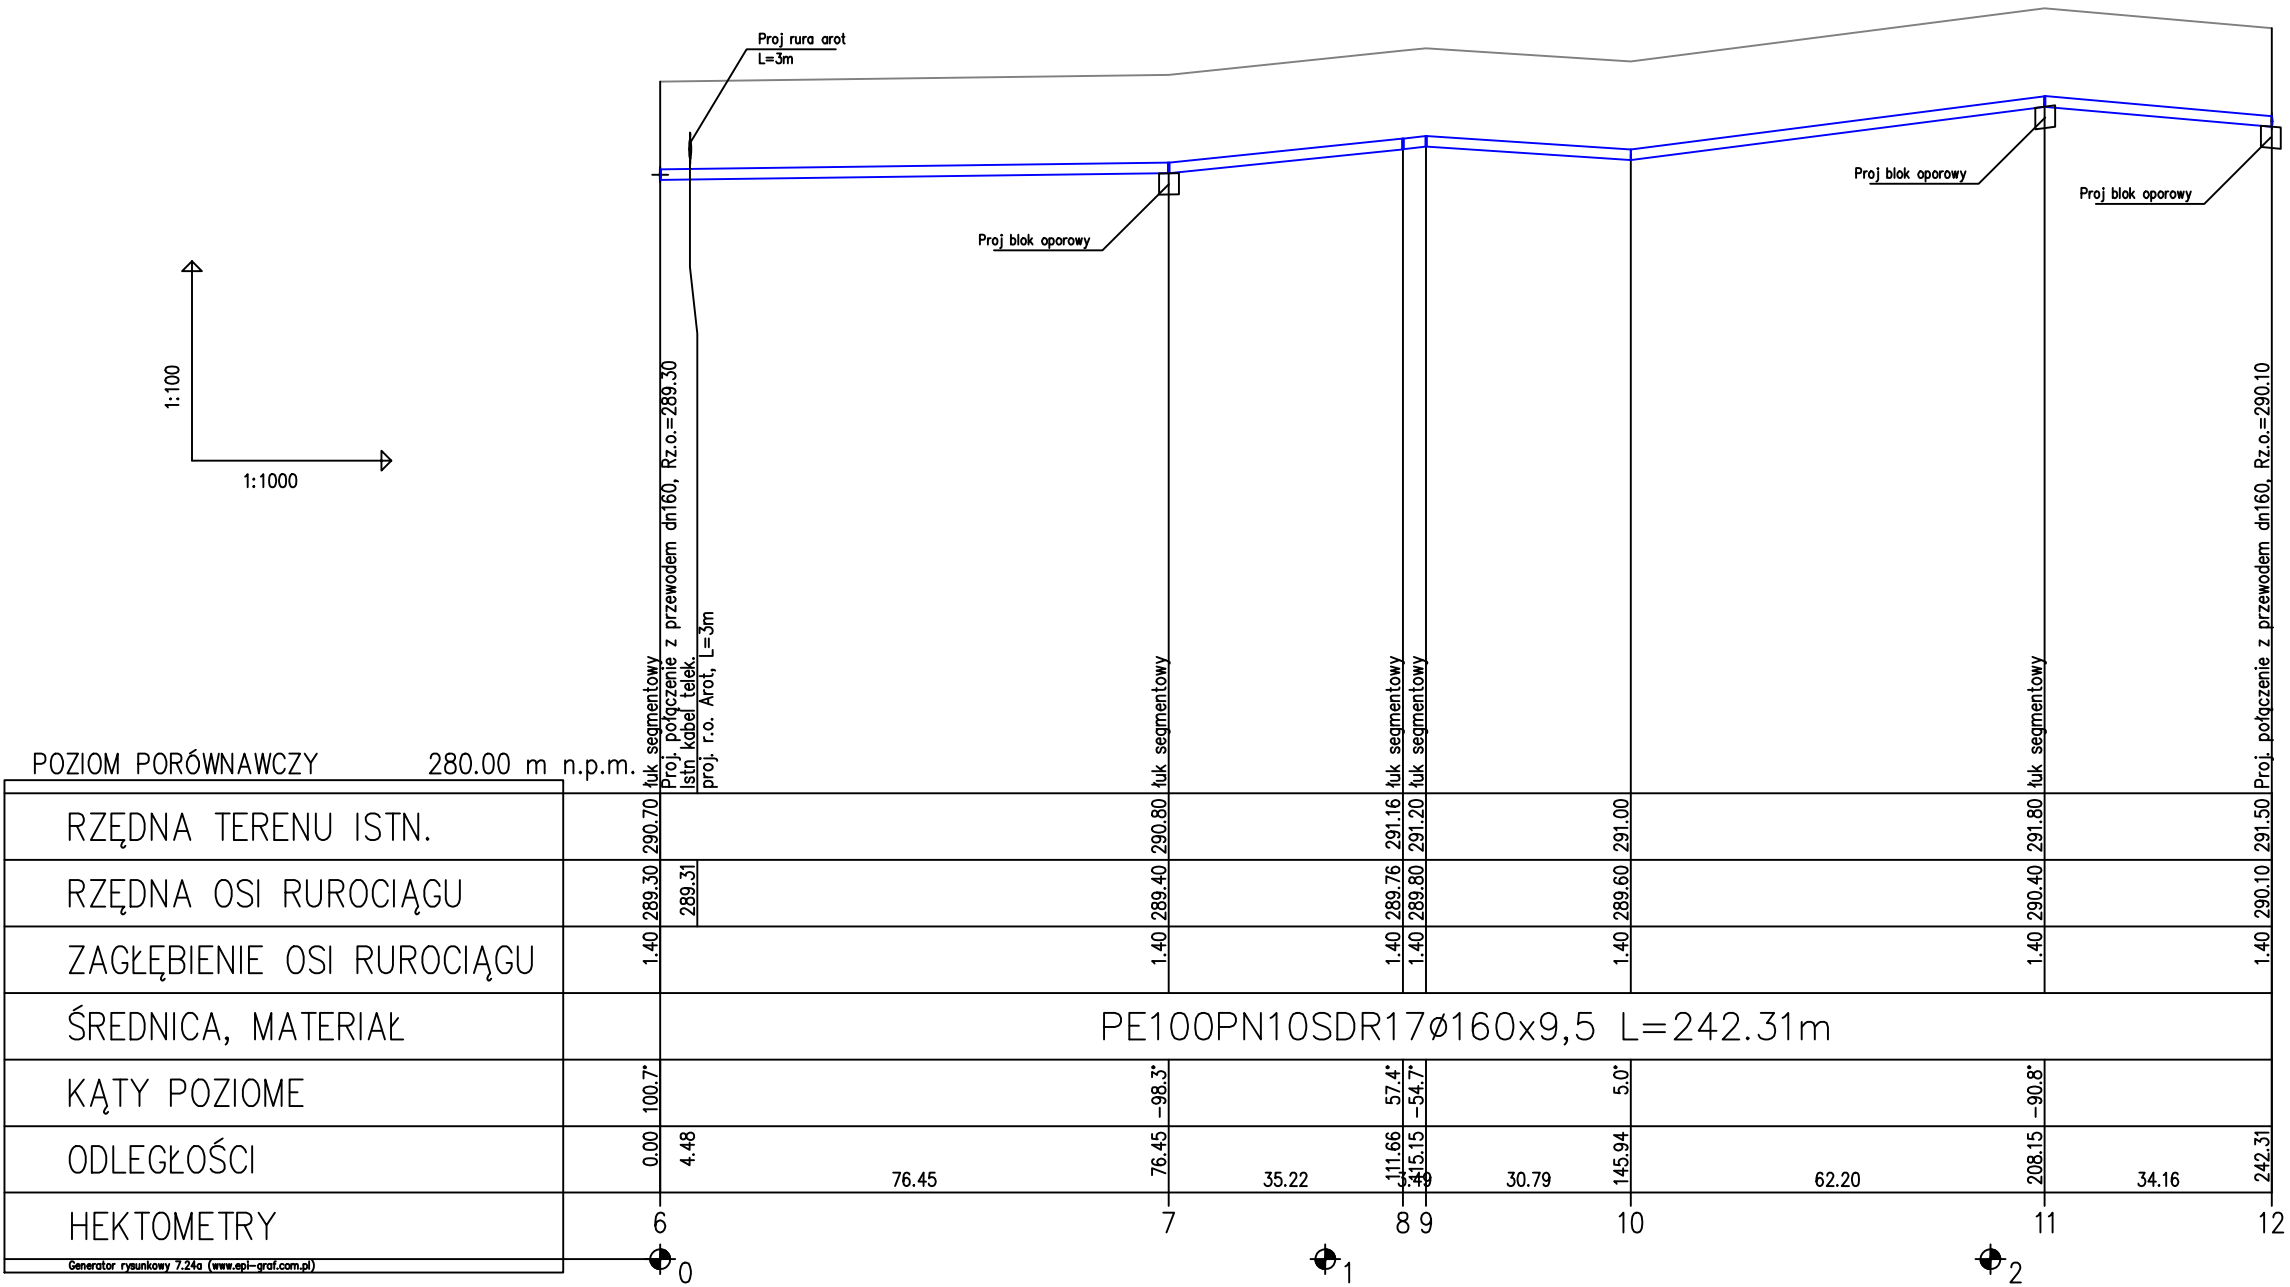 Proj rura arot
L=3m
Proj blok oporowy
Proj blok oporowy
Proj blok oporowy
1:100
1:1000
łuk segmentowy
Proj. połączenie z przewodem dn160, Rz.o.=289.30
Istn kabel telek.
proj. r.o. Arot, L=3m
łuk segmentowy
łuk segmentowy
łuk segmentowy
łuk segmentowy
Proj. połączenie z przewodem dn160, Rz.o.=290.10
POZIOM PORÓWNAWCZY 280.00 m n.p.m.
RZĘDNA TERENU ISTN. 290.70 290.80 291.16 291.20 291.00 291.80 291.50
RZĘDNA OSI RUROCIĄGU 289.30 289.31 289.40 289.76 289.80 289.60 290.40 290.10
ZAGŁĘBIENIE OSI RUROCIĄGU 1.40 1.40 1.40 1.40 1.40 1.40 1.40
ŚREDNICA, MATERIAŁ PE100PN10SDR17ø160x9,5 L=242.31m
KĄTY POZIOME 100.7° -98.3° 57.4° -54.7° 5.0° -90.8°
ODLEGŁOŚCI 0.00 4.48 76.45 111.66 115.15 145.94 208.15 242.31
76.45 35.22 3.49 30.79 62.20 34.16
HEKTOMETRY 6 7 8 9 10 11 12
Generator rysunkowy 7.24a (www.epi-graf.com.pl)
0 1 2